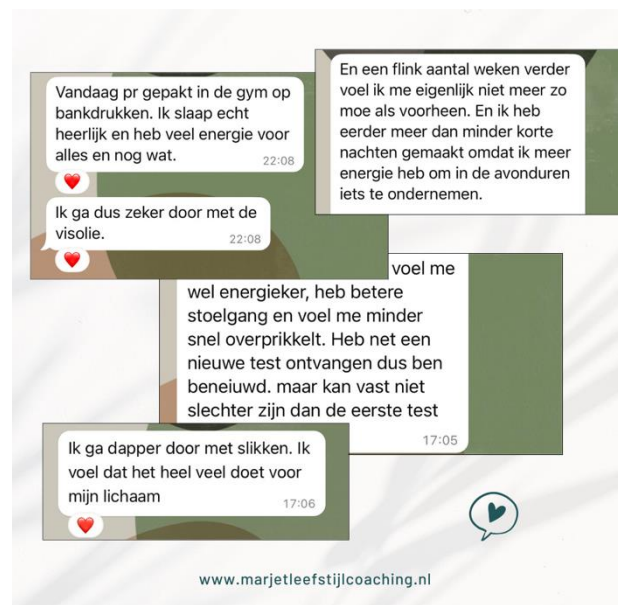 Vandaag pr gepakt in de gym op
bankdrukken. Ik slaap echt
heerlijk en heb veel energie voor
alles en nog wat.
22:08
Ik ga dus zeker door met de
visolie.
22:08
En een flink aantal weken verder
voel ik me eigenlijk niet meer zo
moe als voorheen. En ik heb
eerder meer dan minder korte
nachten gemaakt omdat ik meer
energie heb om in de avonduren
iets te ondernemen.
voel me
wel energieker, heb betere
stoelgang en voel me minder
snel overprikkelt. Heb net een
nieuwe test ontvangen dus ben
beneiuwd. maar kan vast niet
slechter zijn dan de eerste test
17:05
Ik ga dapper door met slikken. Ik
voel dat het heel veel doet voor
mijn lichaam
17:06
www.marjetleefstijlcoaching.nl